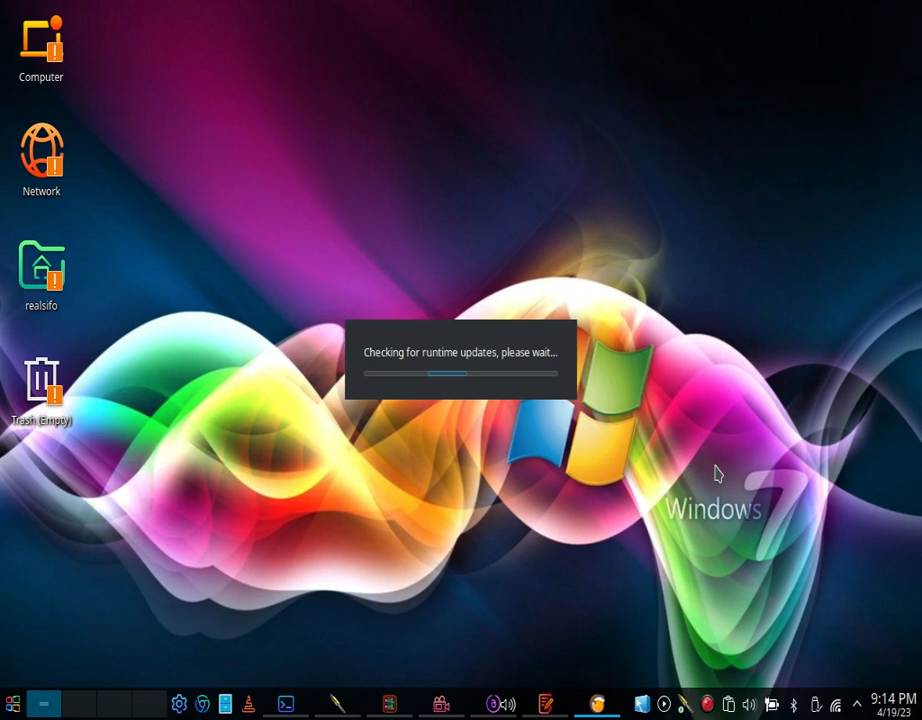 Computer
Network
realsifo
Trash (Empty)
Checking for runtime updates, please wait...
Windows 7
9:14 PM
4/19/23